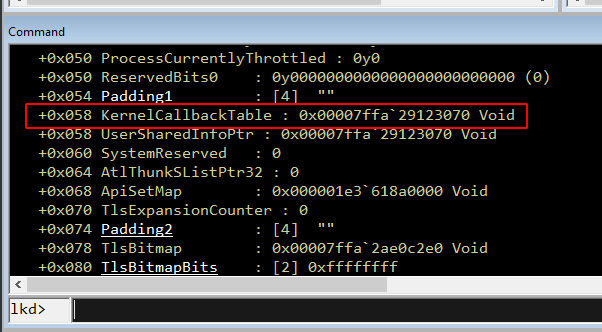 Command
+0x050 ProcessCurrentlyThrottled : 0y0
+0x050 ReservedBits0    : 0y0000000000000000000000000 (0)
+0x054 Padding1         : [4]  ""
+0x058 KernelCallbackTable : 0x00007ffa`29123070 Void
+0x058 UserSharedInfoPtr : 0x00007ffa`29123070 Void
+0x060 SystemReserved   : 0
+0x064 AtlThunkSListPtr32 : 0
+0x068 ApiSetMap        : 0x000001e3`618a0000 Void
+0x070 TlsExpansionCounter : 0
+0x074 Padding2         : [4]  ""
+0x078 TlsBitmap        : 0x00007ffa`2ae0c2e0 Void
+0x080 TlsBitmapBits    : [2] 0xffffffff
lkd>